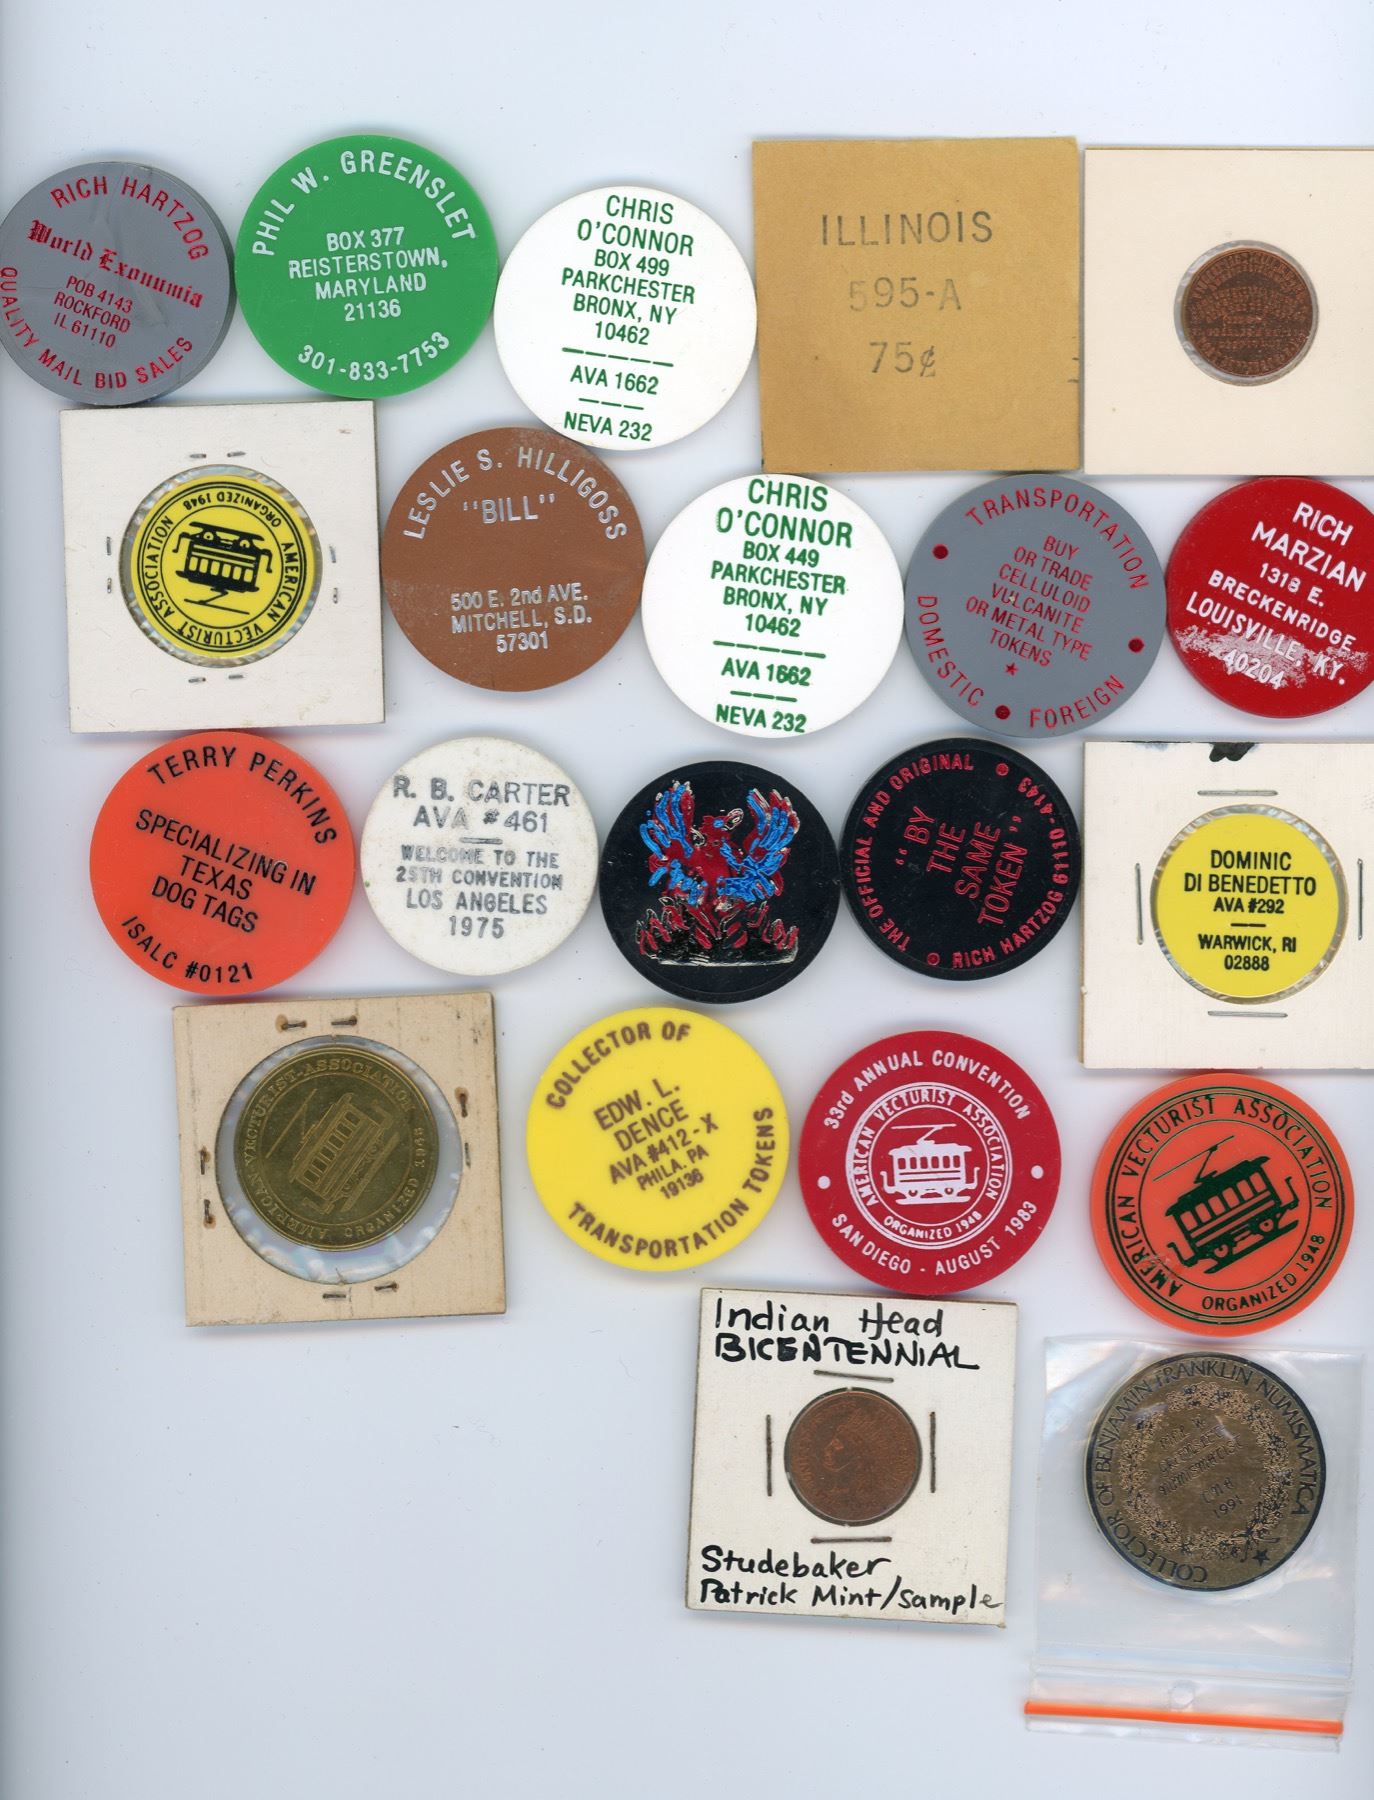 RICH HARTZOG
World Exonumia
POB 4143
ROCKFORD
IL 61110
QUALITY MAIL BID SALES
PHIL W. GREENSLET
BOX 377
REISTERSTOWN,
MARYLAND
21136
301-833-7753
CHRIS
O'CONNOR
BOX 499
PARKCHESTER
BRONX, NY
10462
AVA 1662
NEVA 232
ILLINOIS
595-A
75¢
AMERICAN VECTURIST ASSOCIATION
ORGANIZED 1948
LESLIE S. HILLIGOSS
"BILL"
500 E. 2nd AVE.
MITCHELL, S.D.
57301
CHRIS
O'CONNOR
BOX 449
PARKCHESTER
BRONX, NY
10462
AVA 1662
NEVA 232
TRANSPORTATION
BUY
OR TRADE
CELLULOID
VULCANITE
OR METAL TYPE
TOKENS
DOMESTIC
FOREIGN
RICH
MARZIAN
1318 E.
BRECKENRIDGE
LOUISVILLE, KY.
40204
TERRY PERKINS
SPECIALIZING IN
TEXAS
DOG TAGS
ISALC #0121
R. B. CARTER
AVA #461
WELCOME TO THE
25TH CONVENTION
LOS ANGELES
1975
THE OFFICIAL AND ORIGINAL
"BY
THE
SAME
TOKEN"
RICH HARTZOG 61110-4143
DOMINIC
DI BENEDETTO
AVA #292
WARWICK, RI
02888
AMERICAN VECTURIST-ASSOCIATION
ORGANIZED 1948
COLLECTOR OF
EDW. L.
DENCE
AVA #412-X
PHILA. PA
19136
TRANSPORTATION TOKENS
33rd ANNUAL CONVENTION
AMERICAN VECTURIST ASSOCIATION
ORGANIZED 1948
SAN DIEGO - AUGUST 1983
AMERICAN VECTURIST ASSOCIATION
ORGANIZED 1948
Indian Head
BICENTENNIAL
Studebaker
Patrick Mint/sample
COLLECTOR OF BENJAMIN FRANKLIN NUMISMATICA
1991